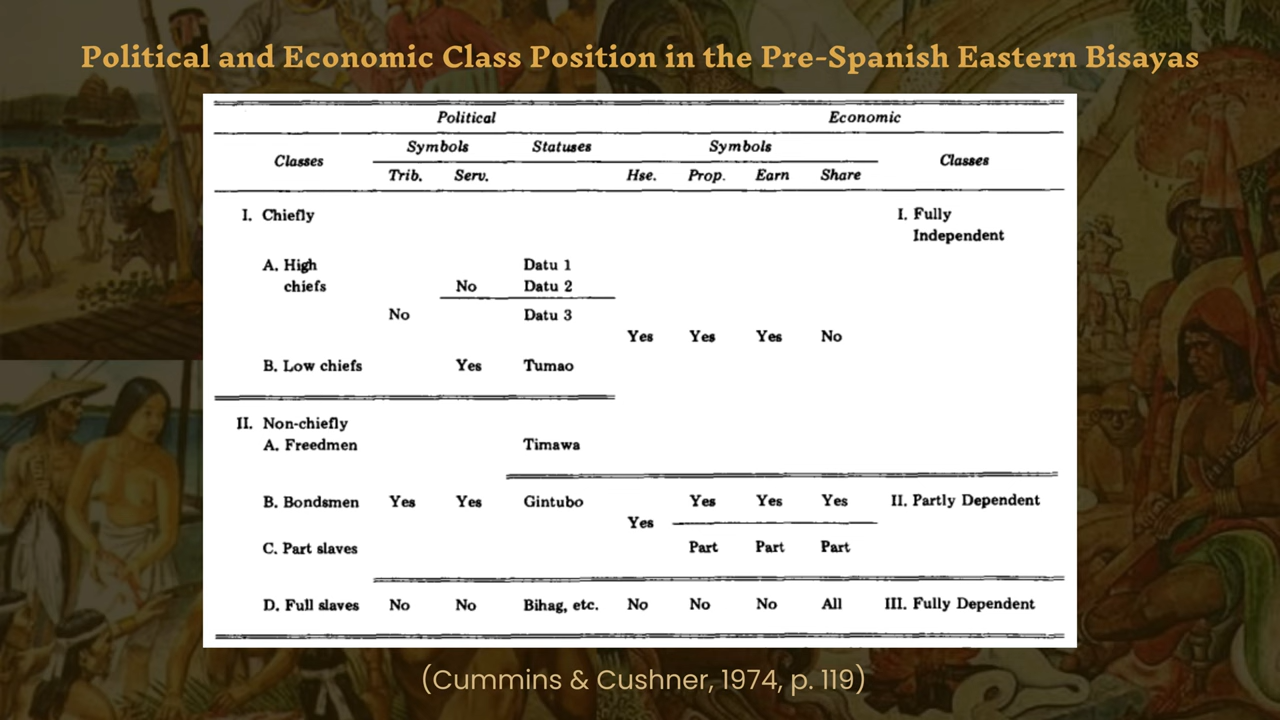 Political and Economic Class Position in the Pre-Spanish Eastern Bisayas
Political Economic
Classes Symbols Statuses Symbols Classes
Trib. Serv. Hse. Prop. Earn Share
I. Chiefly I. Fully
Independent
A. High Datu 1
chiefs No Datu 2
No Datu 3
Yes Yes Yes No
B. Low chiefs Yes Tumao
II. Non-chiefly
A. Freedmen Timawa
B. Bondsmen Yes Yes Gintubo Yes Yes Yes II. Partly Dependent
Yes
C. Part slaves Part Part Part
D. Full slaves No No Bihag, etc. No No No All III. Fully Dependent
(Cummins & Cushner, 1974, p. 119)